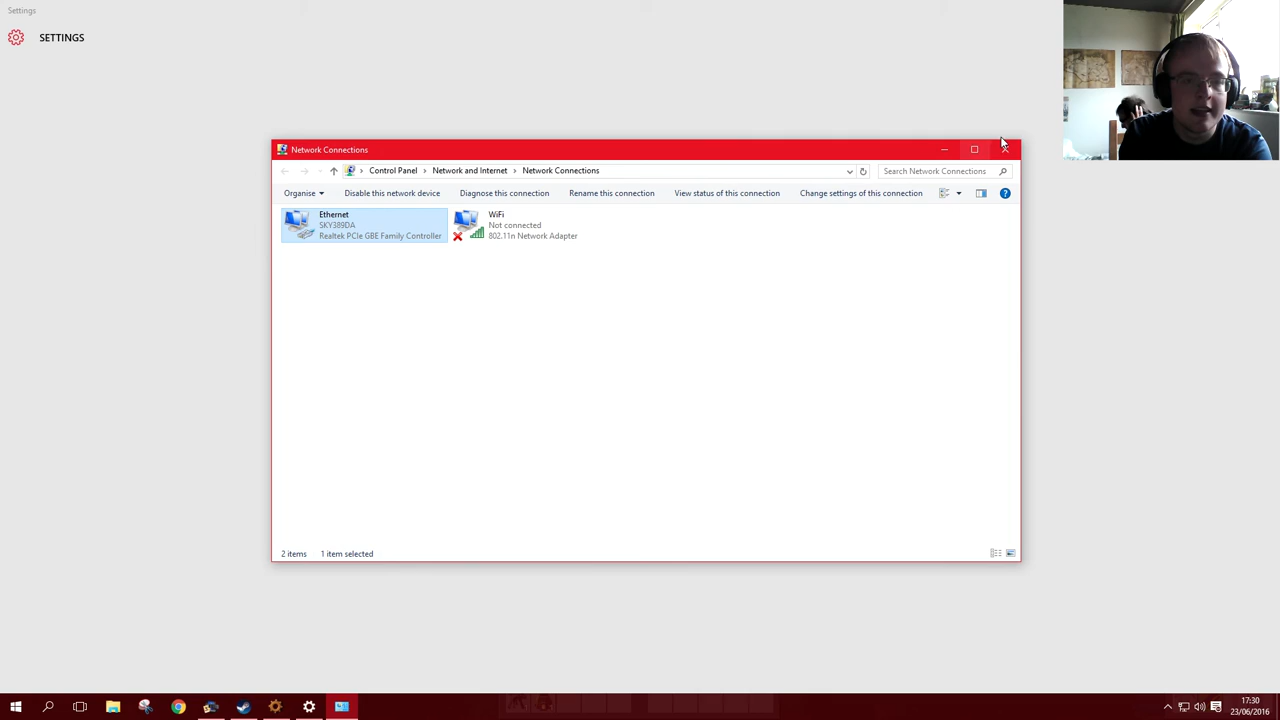 Settings
SETTINGS
Network Connections
Control Panel > Network and Internet > Network Connections
Search Network Connections
Organise Disable this network device Diagnose this connection Rename this connection View status of this connection Change settings of this connection
Ethernet
SKY389DA
Realtek PCIe GBE Family Controller
WiFi
Not connected
802.11n Network Adapter
2 items 1 item selected
17:30
23/06/2016